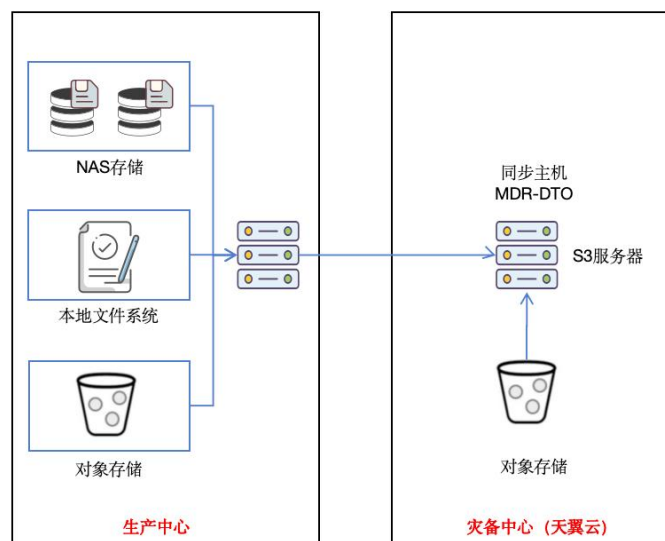 NAS存储
本地文件系统
对象存储
生产中心
同步主机
MDR-DTO
S3服务器
对象存储
灾备中心（天翼云）